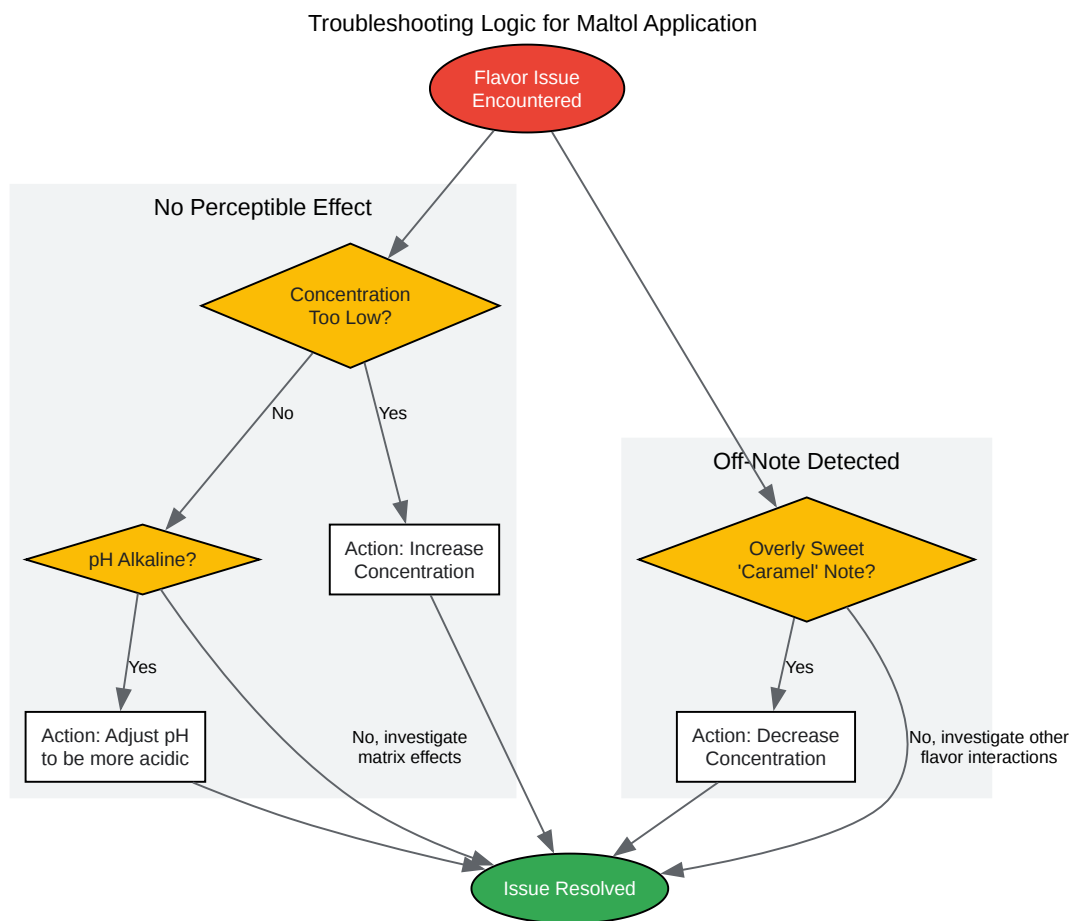 Troubleshooting Logic for Maltol Application
Flavor Issue
Encountered
No Perceptible Effect
Concentration
Too Low?
No
Yes
Off-Note Detected
pH Alkaline?
Action: Increase
Concentration
Overly Sweet
'Caramel' Note?
Yes
Yes
Action: Adjust pH
to be more acidic
No, investigate
matrix effects
Action: Decrease
Concentration
No, investigate other
flavor interactions
Issue Resolved